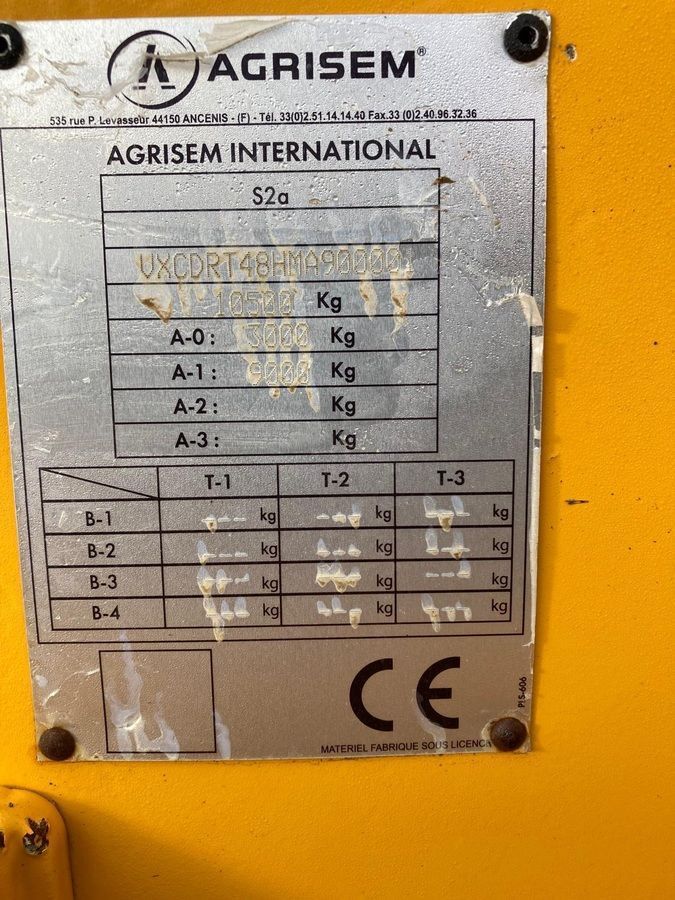 AGRISEM®
535 rue P. Levasseur 44150 ANCENIS - (F) - Tél. 33(0)2.51.14.14.40 Fax.33 (0)2.40.96.32.36
AGRISEM INTERNATIONAL
S2a
VXCDRT48HMA900001
10500 Kg
A-0 : 3000 Kg
A-1 : 9000 Kg
A-2 : Kg
A-3 : Kg
T-1 T-2 T-3
B-1 --- kg --- kg --- kg
B-2 --- kg --- kg --- kg
B-3 --- kg --- kg --- kg
B-4 --- kg --- kg --- kg
CE
MATERIEL FABRIQUE SOUS LICENCE
PLS-606